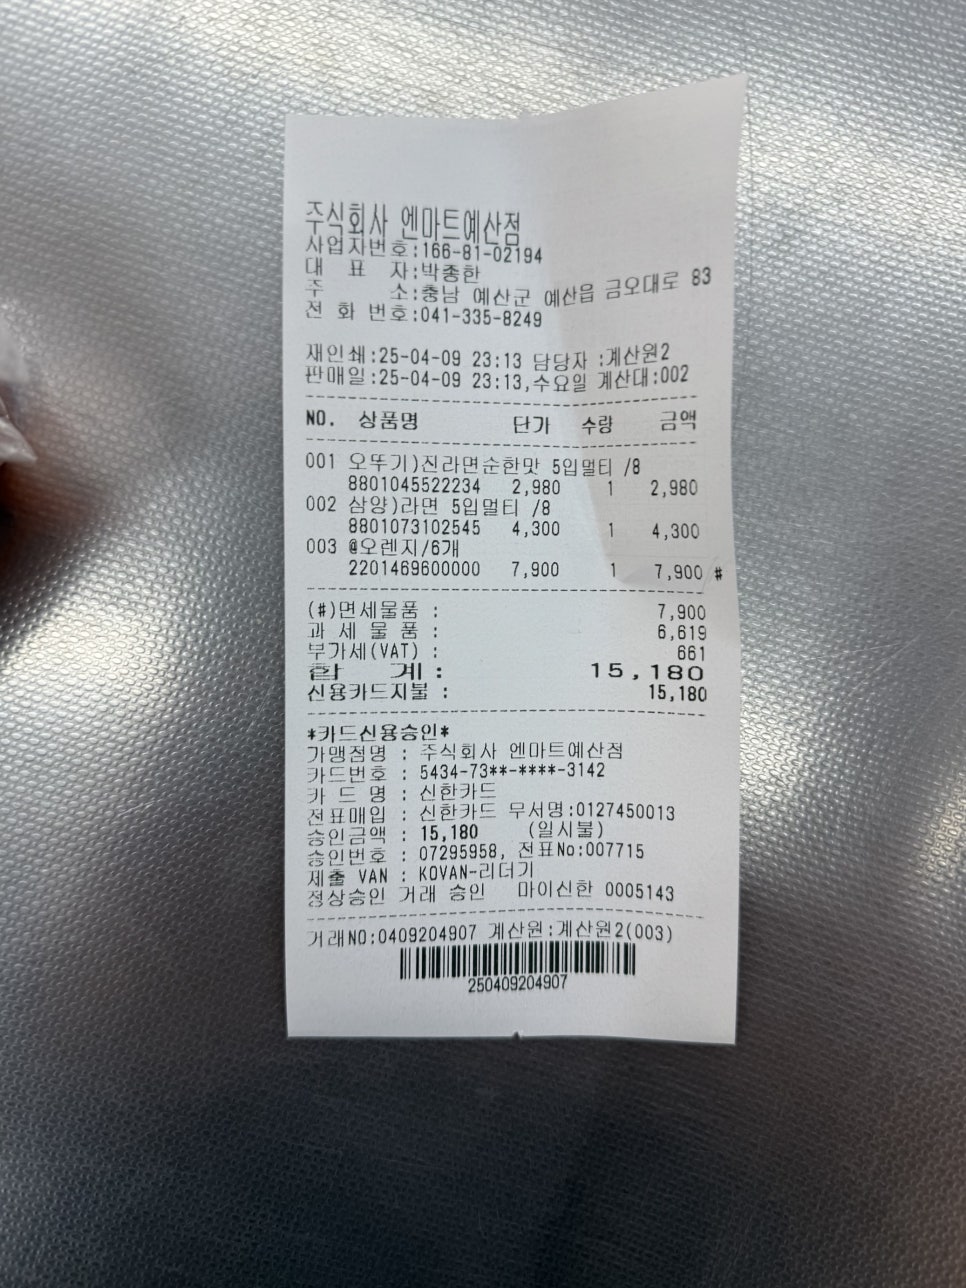 주식회사 엔마트예산점
사업자번호:166-81-02194
대 표 자:박종한
주 소:충남 예산군 예산읍 금오대로 83
전 화 번호:041-335-8249
재인쇄:25-04-09 23:13 담당자 :계산원2
판매일:25-04-09 23:13,수요일 계산대:002
NO. 상품명 단가 수량 금액
001 오뚜기)진라면순한맛 5입멀티 /8
8801045522234 2,980 1 2,980
002 삼양)라면 5입멀티 /8
8801073102545 4,300 1 4,300
003 @오렌지/6개
2201469600000 7,900 1 7,900 #
(#)면세물품 : 7,900
과 세 물 품 : 6,619
부가세(VAT) : 661
합 계 : 15,180
신용카드지불 : 15,180
*카드신용승인*
가맹점명 : 주식회사 엔마트예산점
카드번호 : 5434-73**-****-3142
카 드 명 : 신한카드
전표매입 : 신한카드 무서명:0127450013
승인금액 : 15,180 (일시불)
승인번호 : 07295958, 전표No:007715
제출 VAN : KOVAN-리더기
정상승인 거래 승인 마이신한 0005143
거래NO:0409204907 계산원:계산원2(003)
250409204907